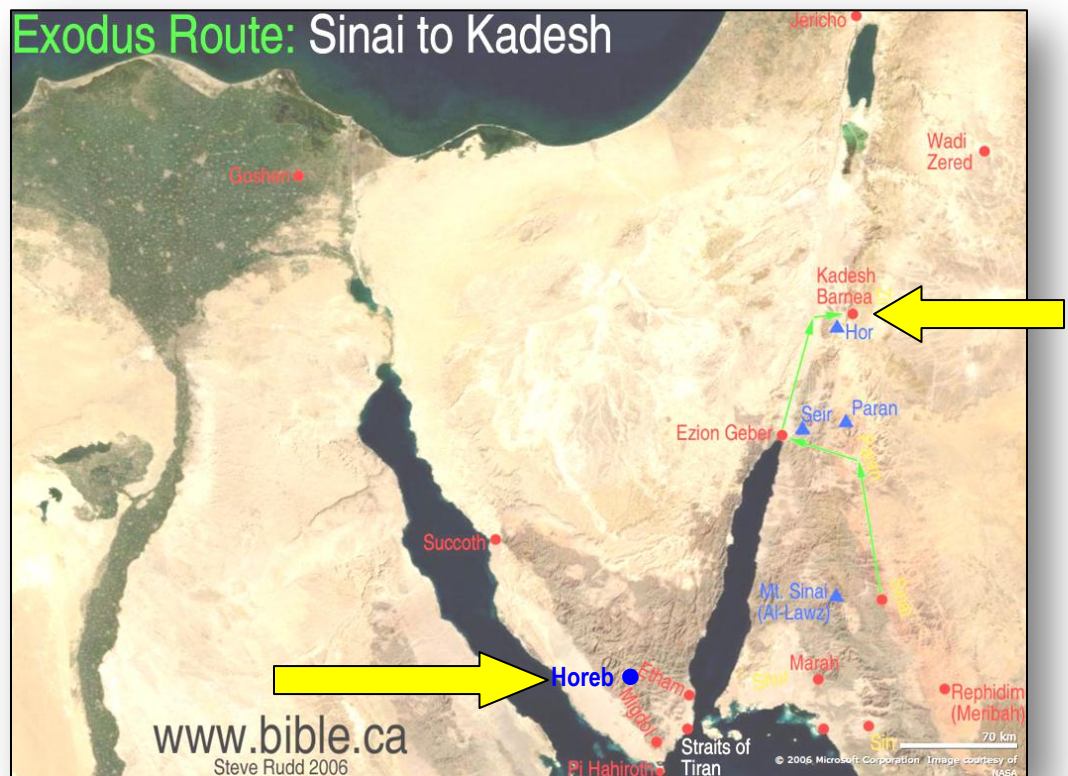 Exodus Route: Sinai to Kadesh
Jericho
Wadi
Zered
Goshen
Kadesh
Barnea
Hor
Seir
Paran
Ezion Geber
Succoth
Mt. Sinai
(Al-Lawz)
Horeb
Etham
Migdol
Marah
Shur
Rephidim
(Meribah)
www.bible.ca
Steve Rudd 2006
Straits of
Tiran
Sin
70 km
Pi Hahiroth
© 2006 Microsoft Corporation Image courtesy of
NASA